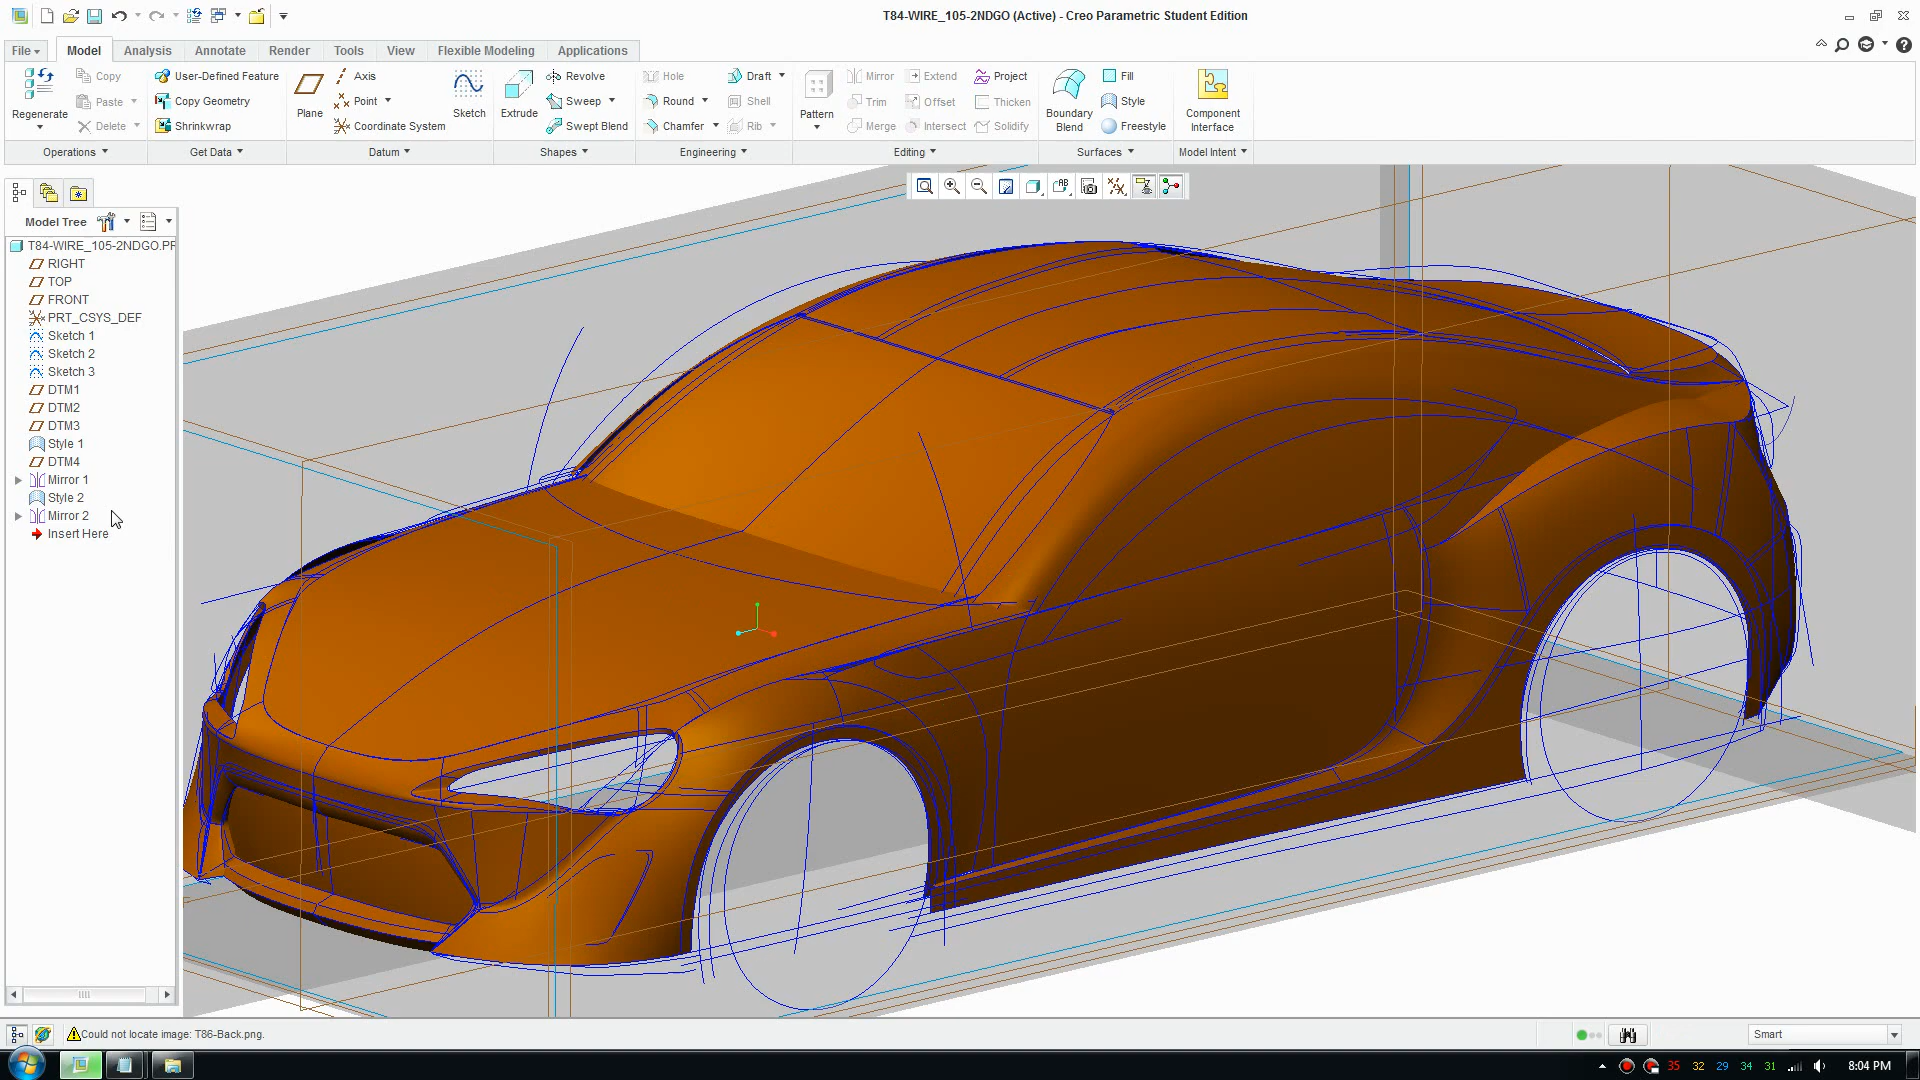 T84-WIRE_105-2NDGO (Active) - Creo Parametric Student Edition
File Model Analysis Annotate Render Tools View Flexible Modeling Applications
Regenerate
Copy
Paste
Delete
Operations
User-Defined Feature
Copy Geometry
Shrinkwrap
Get Data
Plane
Axis
Point
Coordinate System
Sketch
Datum
Extrude
Revolve
Sweep
Swept Blend
Shapes
Hole
Round
Chamfer
Draft
Shell
Rib
Engineering
Pattern
Mirror
Trim
Merge
Extend
Offset
Intersect
Project
Thicken
Solidify
Editing
Boundary
Blend
Fill
Style
Freestyle
Surfaces
Component
Interface
Model Intent
Model Tree
T84-WIRE_105-2NDGO.PR
RIGHT
TOP
FRONT
PRT_CSYS_DEF
Sketch 1
Sketch 2
Sketch 3
DTM1
DTM2
DTM3
Style 1
DTM4
Mirror 1
Style 2
Mirror 2
Insert Here
Could not locate image: T86-Back.png.
Smart
35 32 29 34 31 8:04 PM